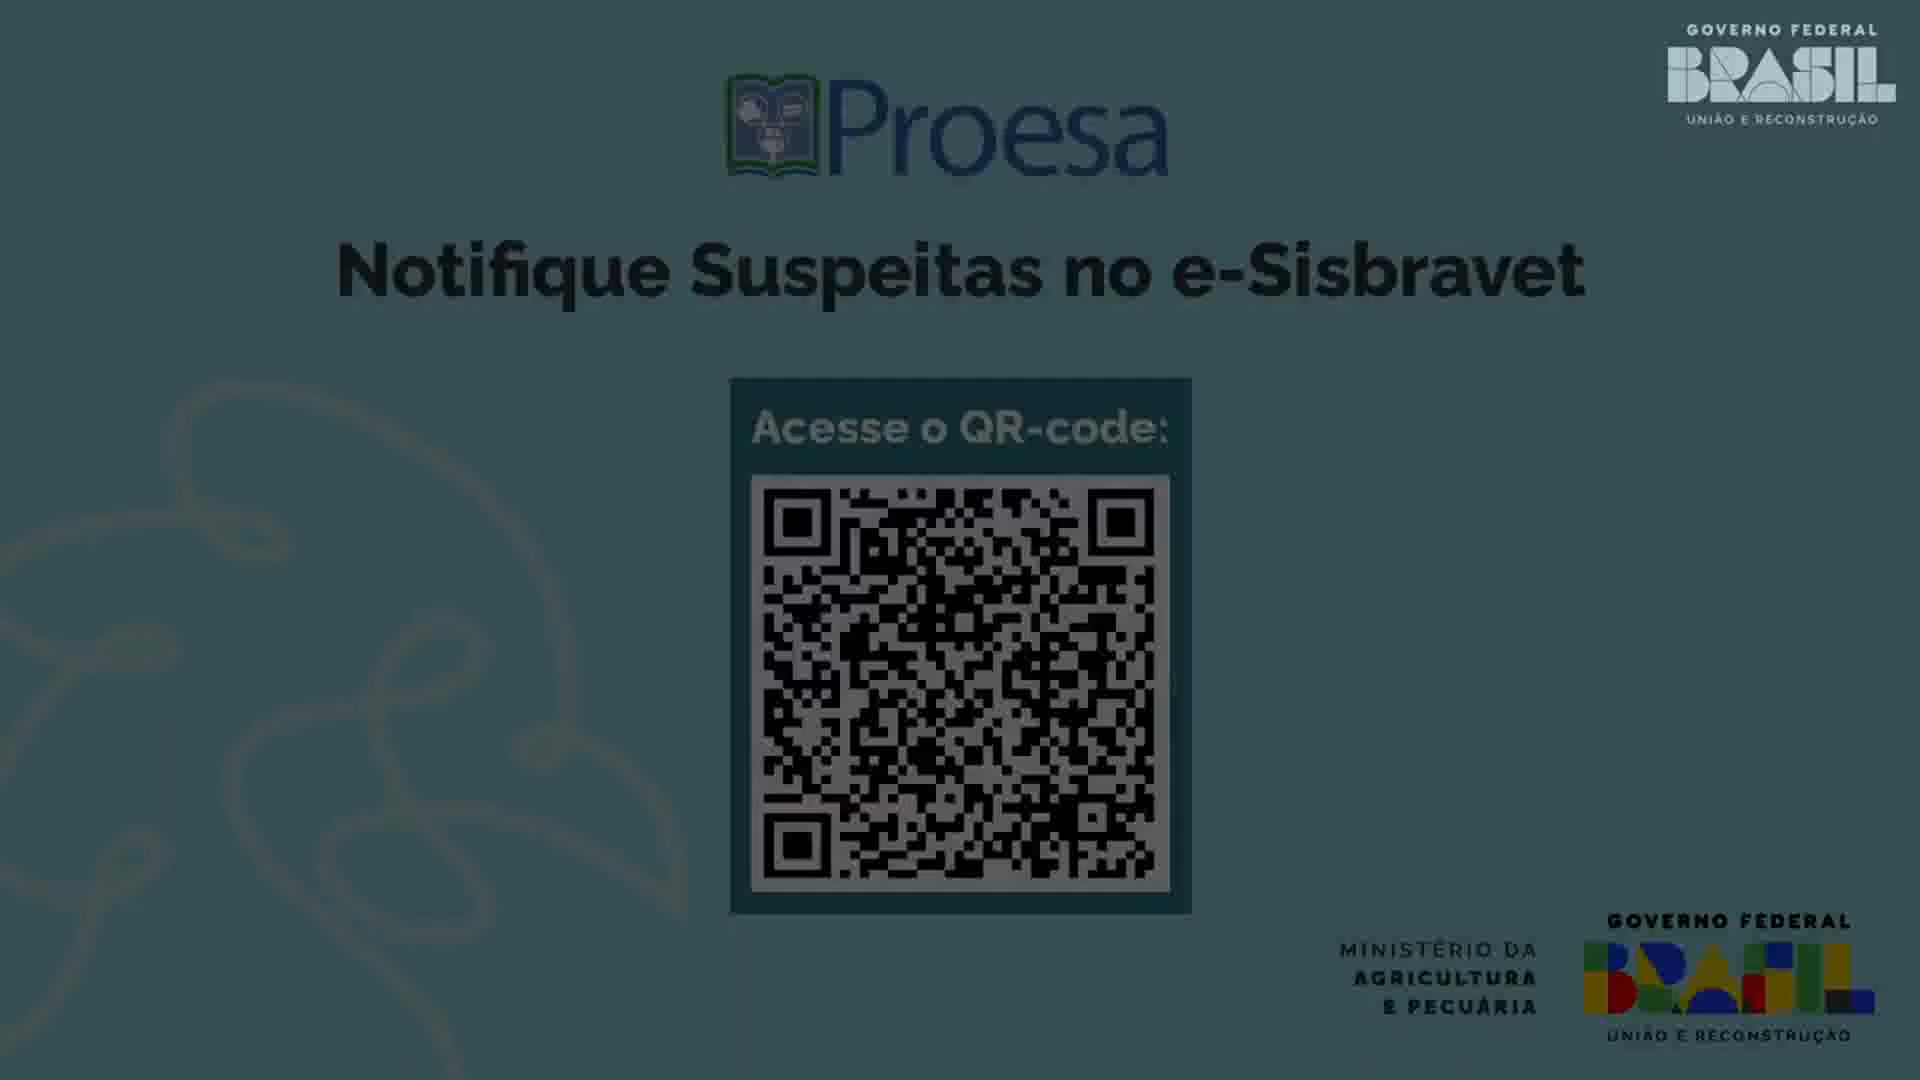 GOVERNO FEDERAL
BRASIL
UNIÃO E RECONSTRUÇÃO
Proesa
Notifique Suspeitas no e-Sisbravet
Acesse o QR-code:
MINISTÉRIO DA
AGRICULTURA
E PECUÁRIA
GOVERNO FEDERAL
BRASIL
UNIÃO E RECONSTRUÇÃO